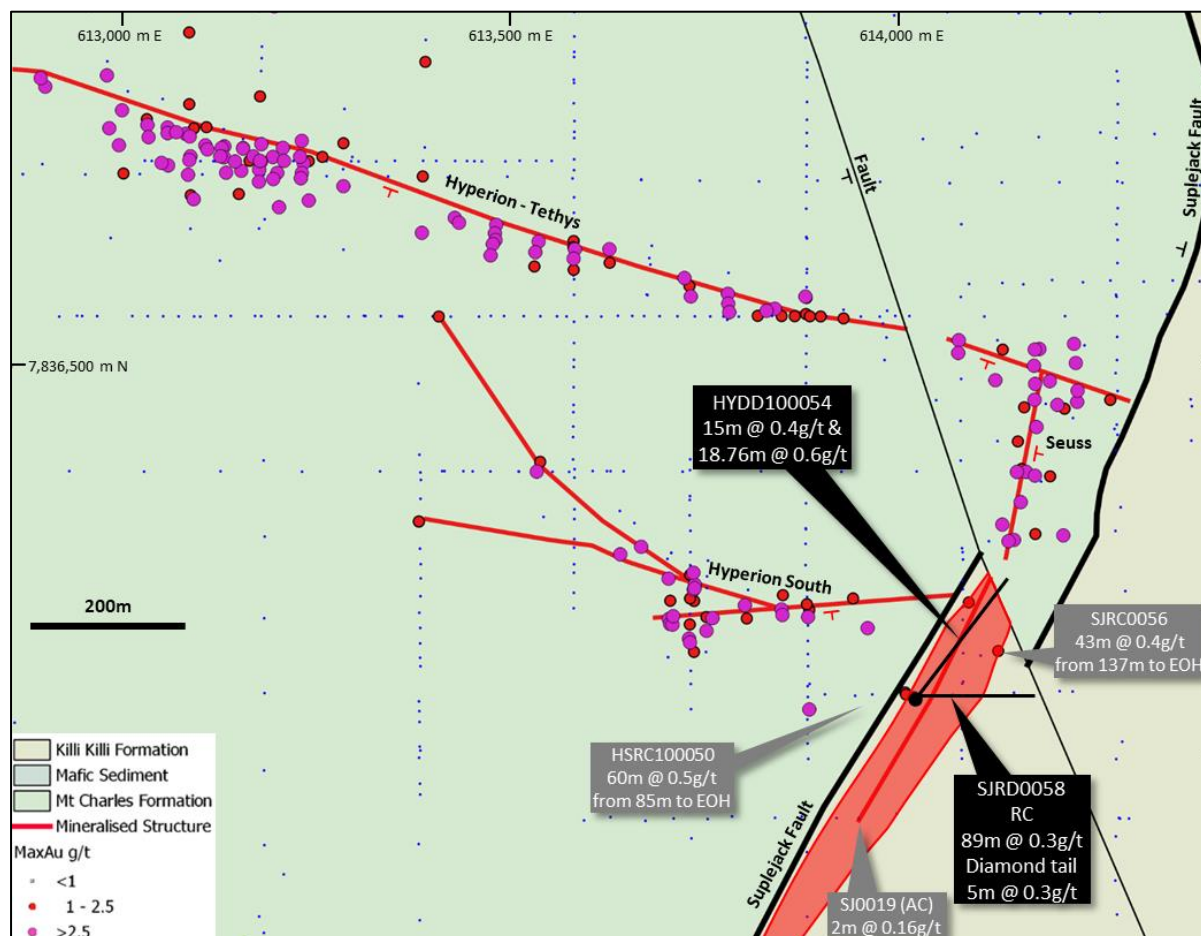 613,000 m E
613,500 m E
614,000 m E
Suplejack Fault
Fault
Hyperion - Tethys
7,836,500 m N
HYDD100054
15m @ 0.4g/t &
18.76m @ 0.6g/t
Seuss
Hyperion South
200m
SJRC0056
43m @ 0.4g/t
from 137m to EOH
HSRC100050
60m @ 0.5g/t
from 85m to EOH
SJRD0058
RC
89m @ 0.3g/t
Diamond tail
5m @ 0.3g/t
Suplejack Fault
SJ0019 (AC)
2m @ 0.16g/t
Killi Killi Formation
Mafic Sediment
Mt Charles Formation
Mineralised Structure
MaxAu g/t
<1
1 - 2.5
>2.5